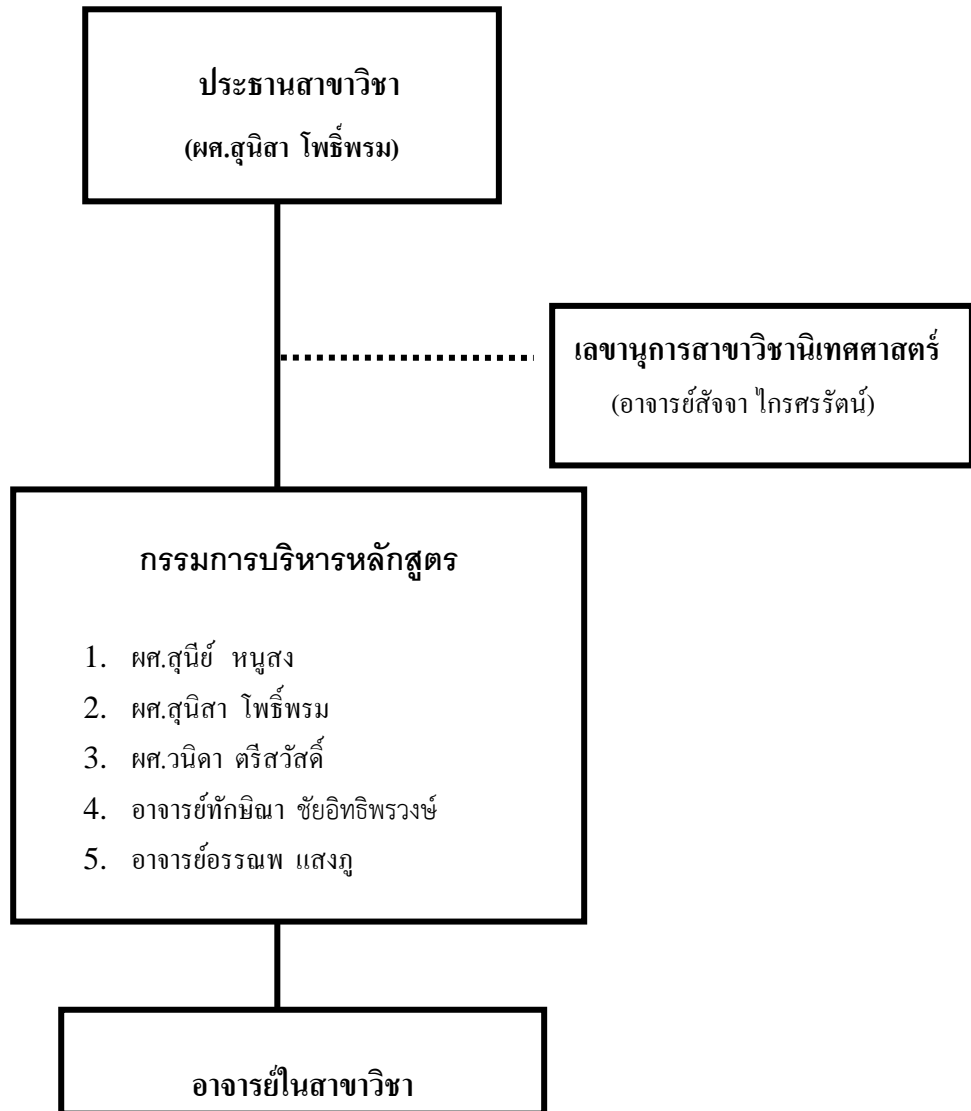 ประธานสาขาวิชา
(ผศ.สุนิสา โพธิ์พรม)
เลขานุการสาขาวิชานิเทศศาสตร์
(อาจารย์สัจจา ไกรศรรัตน์)
กรรมการบริหารหลักสูตร
1. ผศ.สุนีย์ หนูสง
2. ผศ.สุนิสา โพธิ์พรม
3. ผศ.วนิดา ตรีสวัสดิ์
4. อาจารย์ทักษิณา ชัยอิทธิพรวงษ์
5. อาจารย์อรรณพ แสงภู
อาจารย์ในสาขาวิชา